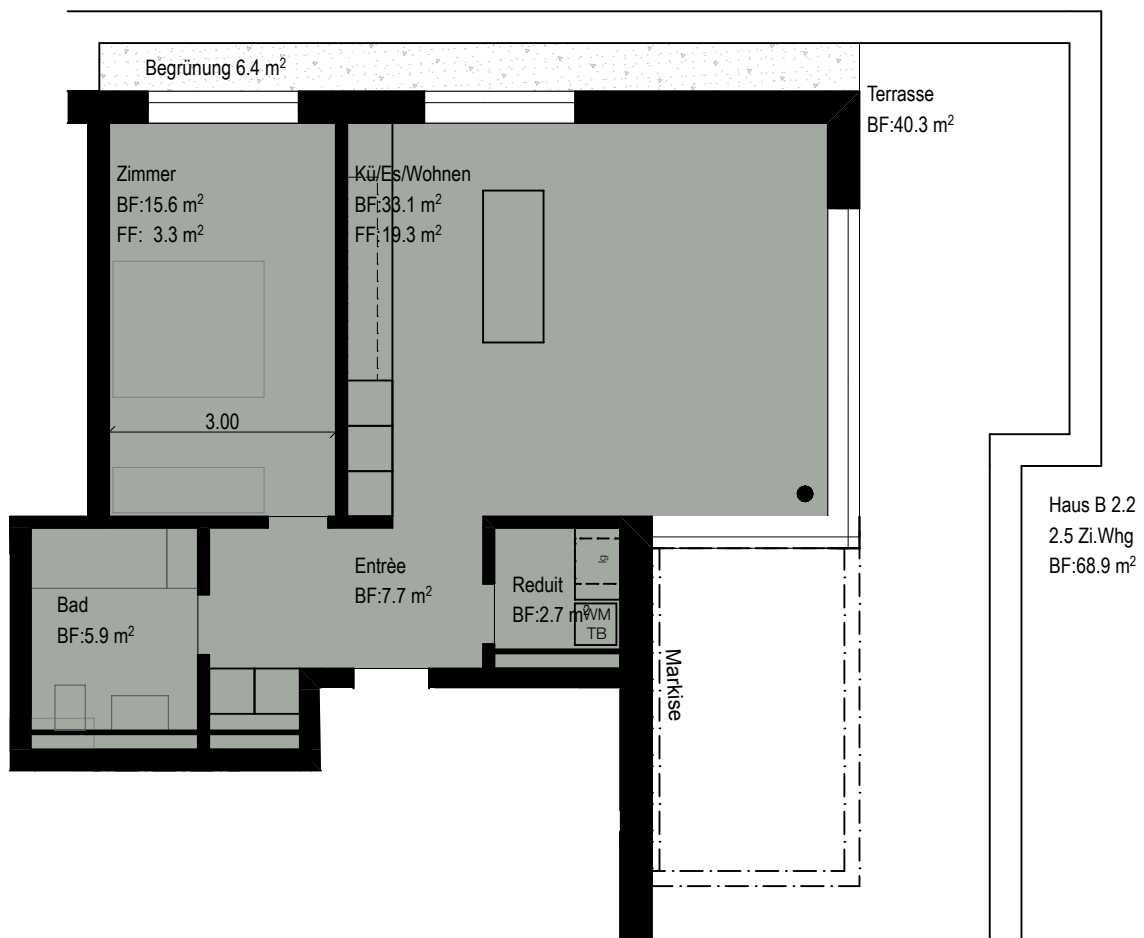 Begrünung 6.4 m²
Terrasse
BF:40.3 m²
Zimmer
BF:15.6 m²
FF: 3.3 m²
Kü/Es/Wohnen
BF:33.1 m²
FF:19.3 m²
3.00
Haus B 2.2
2.5 Zi.Whg
BF:68.9 m²
Entrèe
BF:7.7 m²
Reduit
BF:2.7 m²
lg
WM
TB
Bad
BF:5.9 m²
Markise